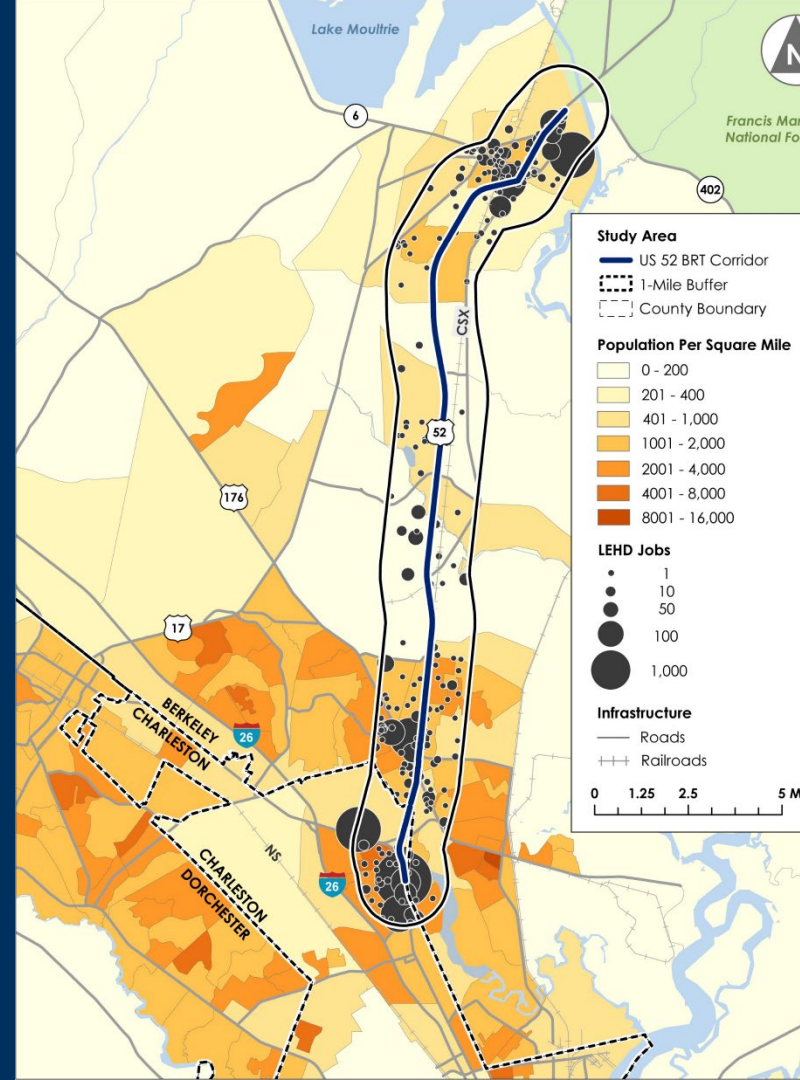 Lake Moultrie
N
6
Francis Mar
National Fo
402
CSX
52
176
17
BERKELEY
CHARLESTON
26
NS
26
CHARLESTON
DORCHESTER
Study Area
US 52 BRT Corridor
1-Mile Buffer
County Boundary
Population Per Square Mile
0 - 200
201 - 400
401 - 1,000
1001 - 2,000
2001 - 4,000
4001 - 8,000
8001 - 16,000
LEHD Jobs
1
10
50
100
1,000
Infrastructure
Roads
Railroads
0 1.25 2.5 5 M